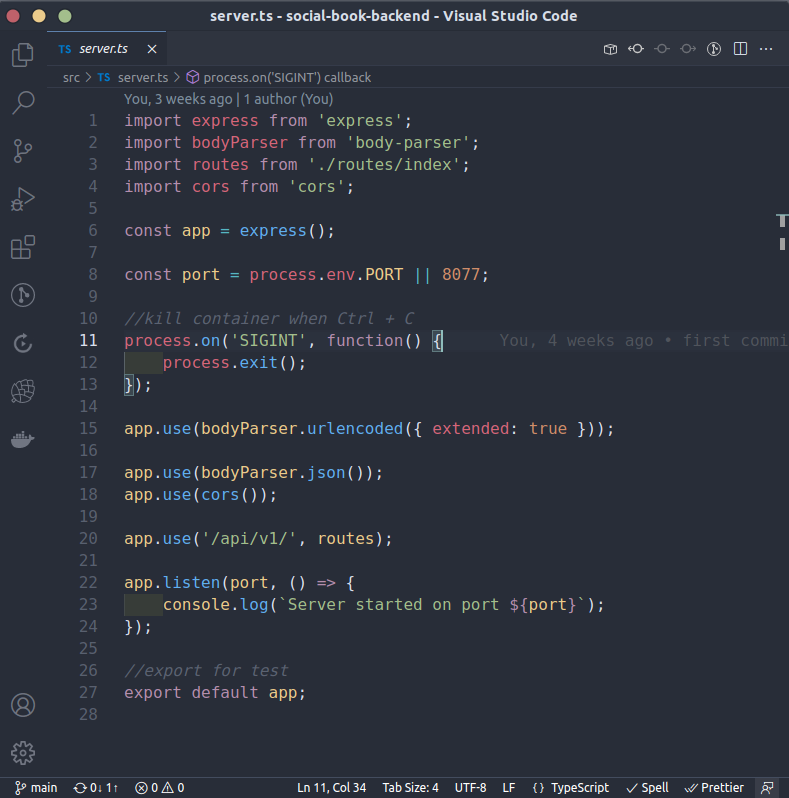 server.ts - social-book-backend - Visual Studio Code
TS server.ts
src > TS server.ts > process.on('SIGINT') callback
You, 3 weeks ago | 1 author (You)
1 import express from 'express';
2 import bodyParser from 'body-parser';
3 import routes from './routes/index';
4 import cors from 'cors';
5
6 const app = express();
7
8 const port = process.env.PORT || 8077;
9
10 //kill container when Ctrl + C
11 process.on('SIGINT', function() { You, 4 weeks ago • first commi
12 process.exit();
13 });
14
15 app.use(bodyParser.urlencoded({ extended: true }));
16
17 app.use(bodyParser.json());
18 app.use(cors());
19
20 app.use('/api/v1/', routes);
21
22 app.listen(port, () => {
23 console.log(`Server started on port ${port}`);
24 });
25
26 //export for test
27 export default app;
28
main 0↓ 1↑ 0 0 Ln 11, Col 34 Tab Size: 4 UTF-8 LF {} TypeScript ✓ Spell Prettier